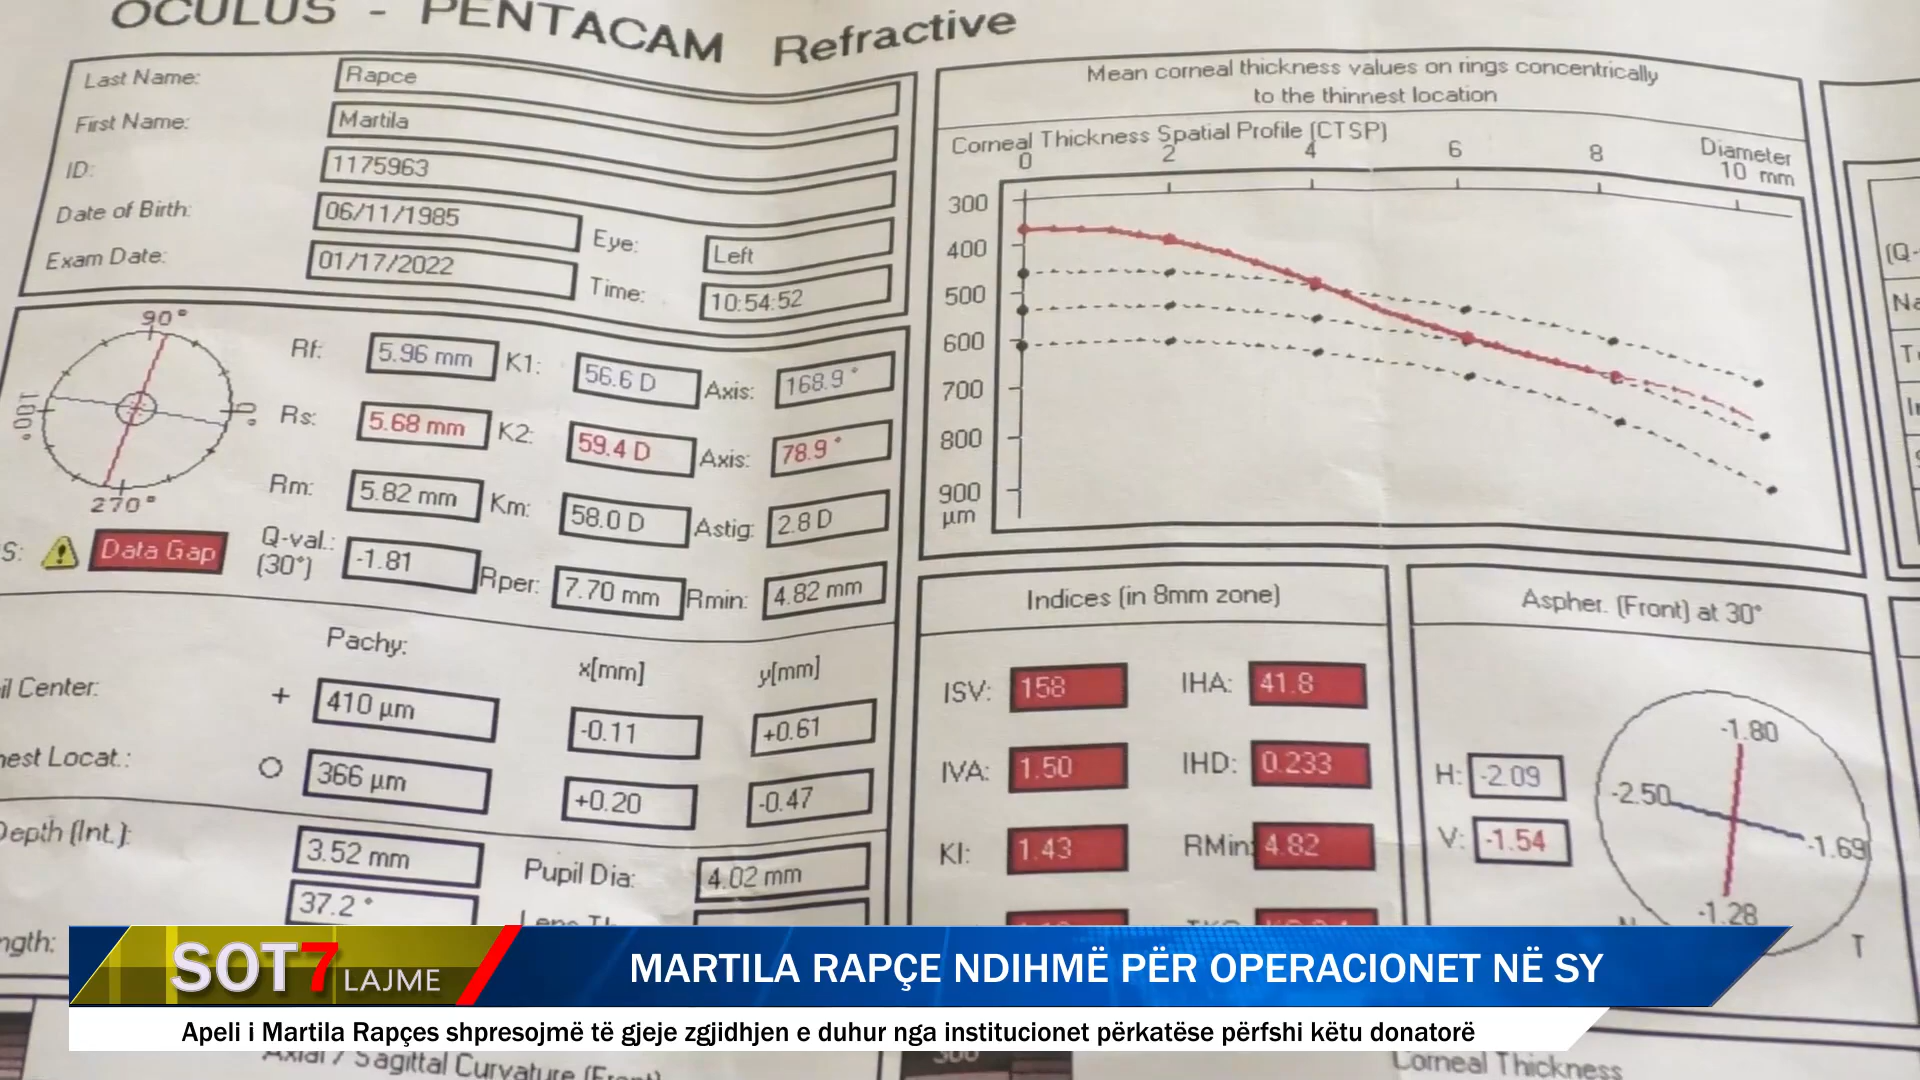 OCULUS - PENTACAM Refractive
Last Name: Rapce
First Name: Martila
ID: 1175963
Date of Birth: 06/11/1985
Eye: Left
Exam Date: 01/17/2022
Time: 10:54:52
90°
180°
0°
270°
Rf: 5.96 mm K1: 56.6 D Axis: 168.9°
Rs: 5.68 mm K2: 59.4 D Axis: 78.9°
Rm: 5.82 mm Km: 58.0 D Astig: 2.8 D
S: Data Gap
Q-val.: (30°) -1.81 Rper: 7.70 mm Rmin: 4.82 mm
Pachy: x[mm] y[mm]
il Center: + 410 µm -0.11 +0.61
nest Locat.: O 366 µm +0.20 -0.47
Depth (Int.): 3.52 mm Pupil Dia: 4.02 mm
37.2 °
ngth:
Mean corneal thickness values on rings concentrically
to the thinnest location
Corneal Thickness Spatial Profile (CTSP)
0 2 4 6 8 Diameter
10 mm
300
400
500
600
700
800
900
µm
Indices (in 8mm zone)
ISV: 158 IHA: 41.8
IVA: 1.50 IHD: 0.233
KI: 1.43 RMin: 4.82
Aspher. (Front) at 30°
H: -2.09
V: -1.54
-1.80
-2.50
-1.69
-1.28
T
(Q-
SOT7 LAJME
MARTILA RAPÇE NDIHMË PËR OPERACIONET NË SY
Apeli i Martila Rapçes shpresojmë të gjeje zgjidhjen e duhur nga institucionet përkatëse përfshi këtu donatorë
Axial / Sagittal Curvature (Front)
300
Corneal Thickness